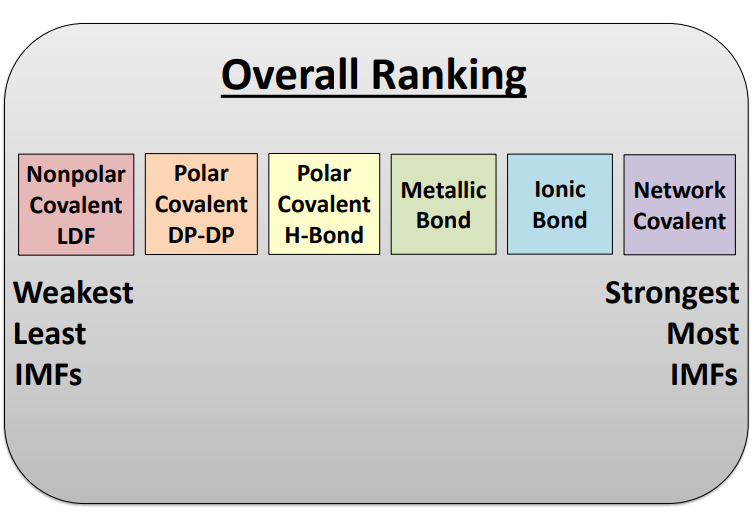 Overall Ranking
Nonpolar
Covalent
LDF
Polar
Covalent
DP-DP
Polar
Covalent
H-Bond
Metallic
Bond
Ionic
Bond
Network
Covalent
Weakest
Least
IMFs
Strongest
Most
IMFs